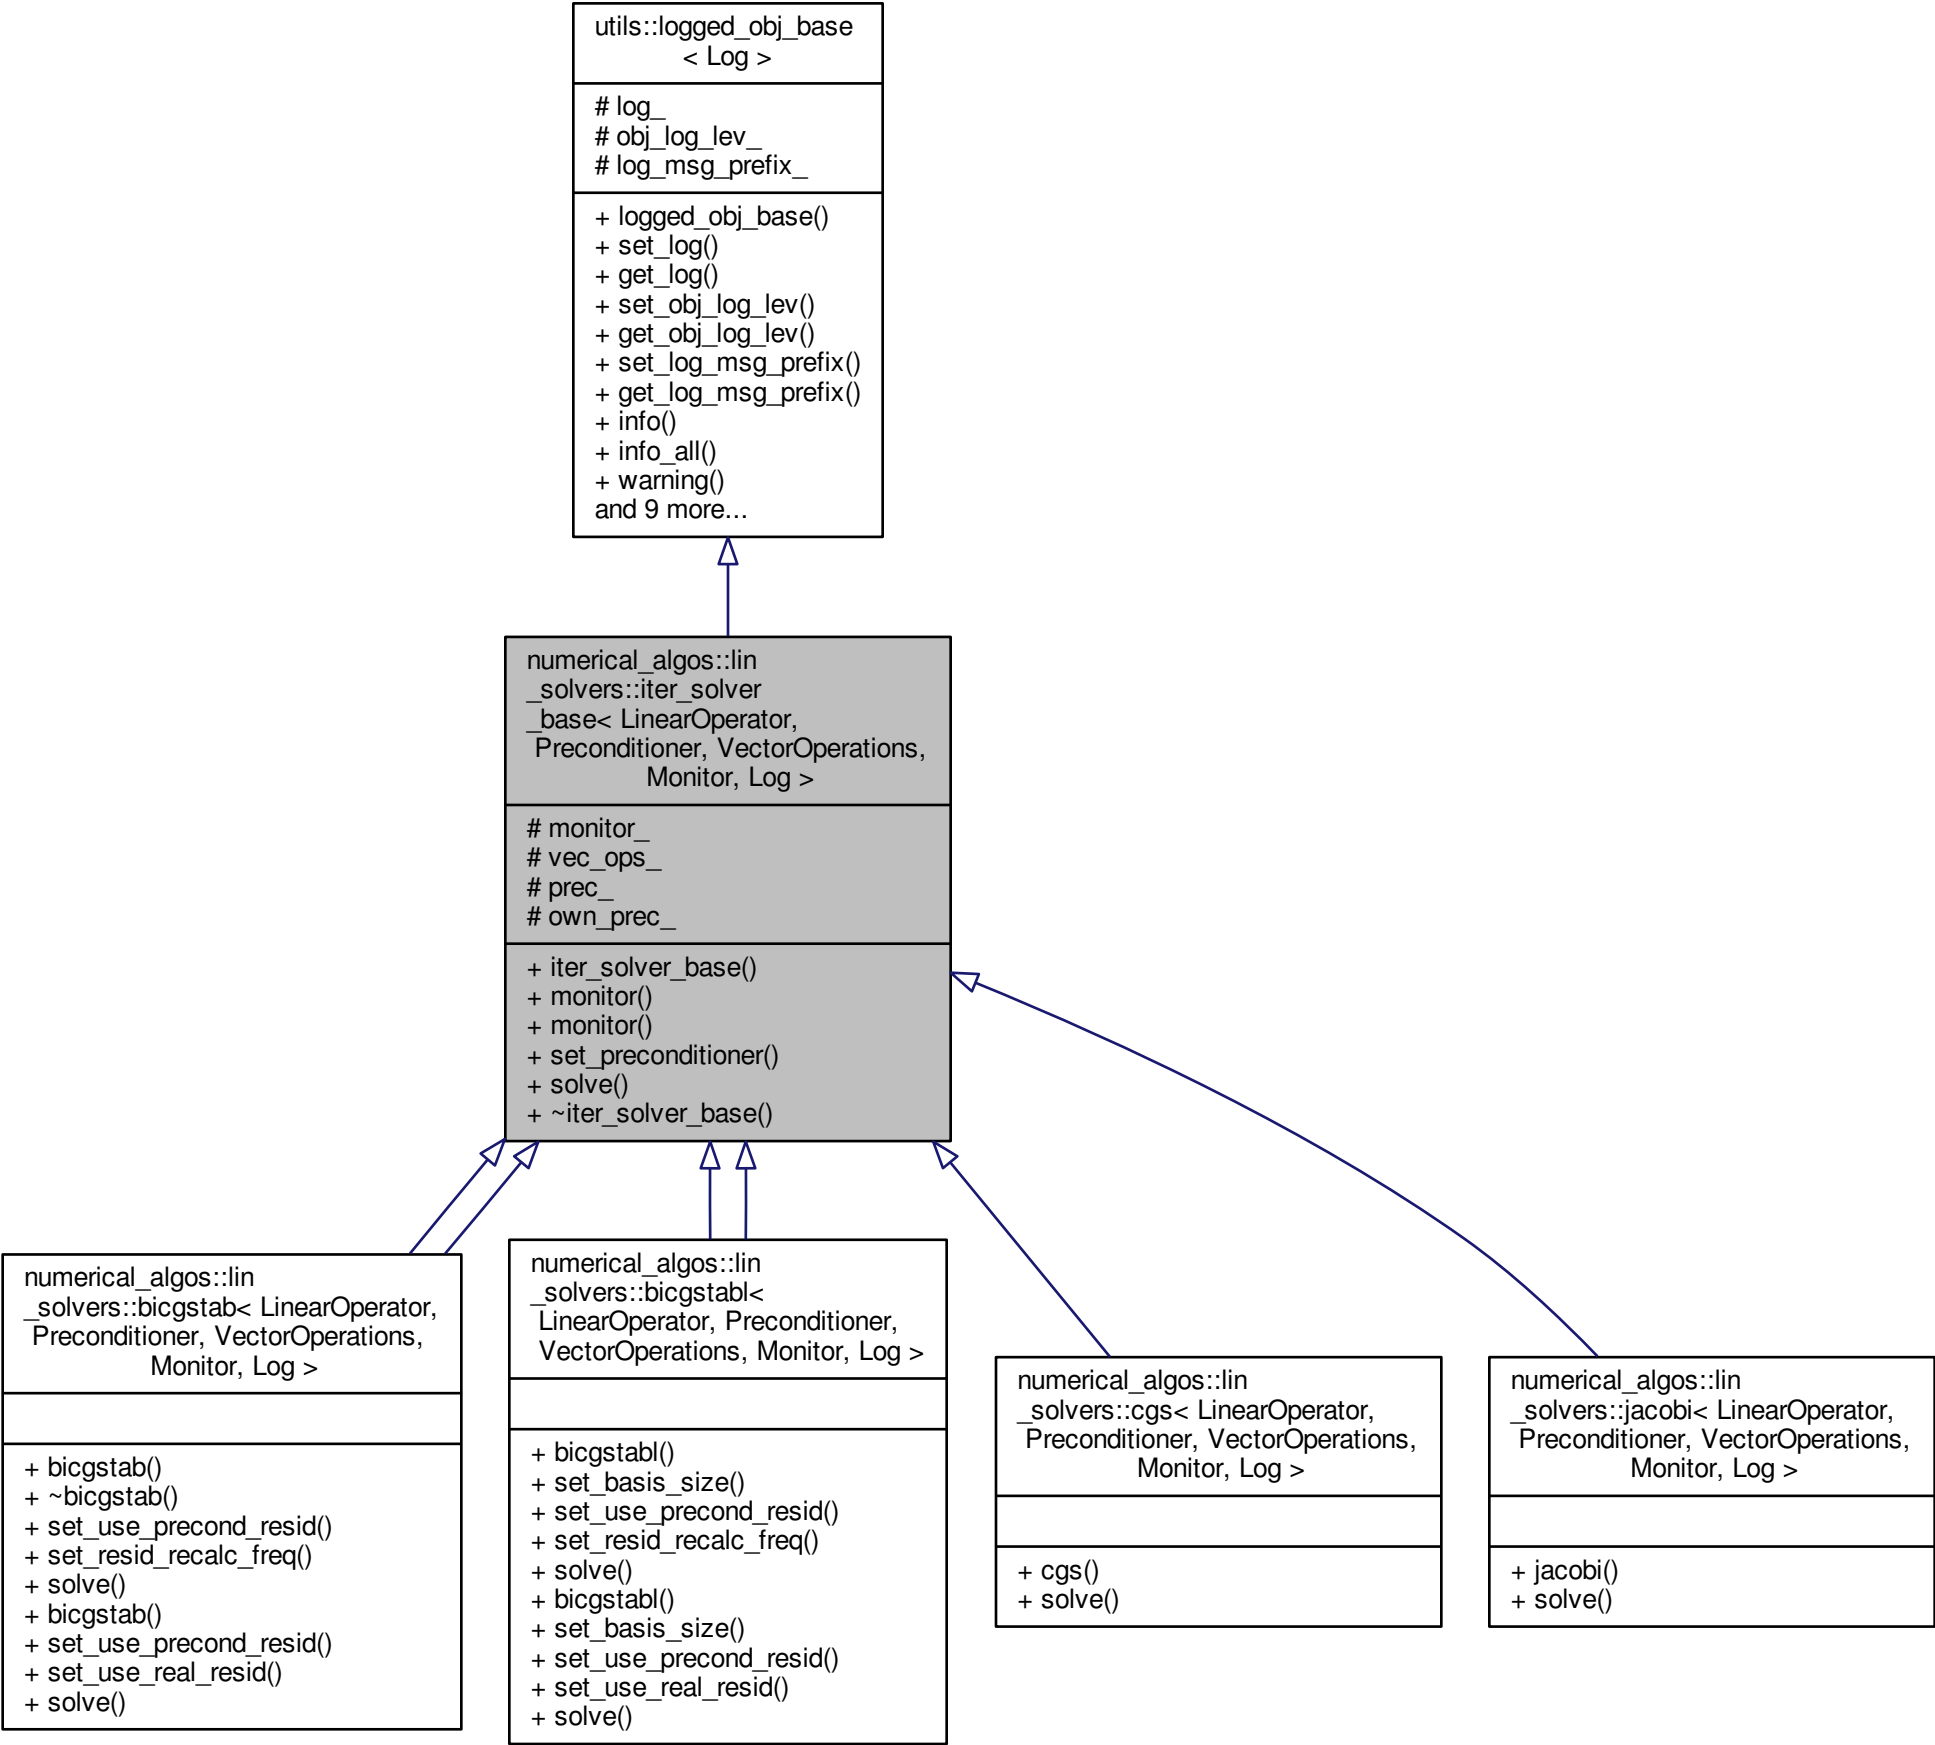 utils::logged_obj_base
< Log >
# log_
# obj_log_lev_
# log_msg_prefix_
+ logged_obj_base()
+ set_log()
+ get_log()
+ set_obj_log_lev()
+ get_obj_log_lev()
+ set_log_msg_prefix()
+ get_log_msg_prefix()
+ info()
+ info_all()
+ warning()
and 9 more...
numerical_algos::lin
_solvers::iter_solver
_base< LinearOperator,
Preconditioner, VectorOperations,
Monitor, Log >
# monitor_
# vec_ops_
# prec_
# own_prec_
+ iter_solver_base()
+ monitor()
+ monitor()
+ set_preconditioner()
+ solve()
+ ~iter_solver_base()
numerical_algos::lin
_solvers::bicgstab< LinearOperator,
Preconditioner, VectorOperations,
Monitor, Log >
+ bicgstab()
+ ~bicgstab()
+ set_use_precond_resid()
+ set_resid_recalc_freq()
+ solve()
+ bicgstab()
+ set_use_precond_resid()
+ set_use_real_resid()
+ solve()
numerical_algos::lin
_solvers::bicgstabl<
LinearOperator, Preconditioner,
VectorOperations, Monitor, Log >
+ bicgstabl()
+ set_basis_size()
+ set_use_precond_resid()
+ set_resid_recalc_freq()
+ solve()
+ bicgstabl()
+ set_basis_size()
+ set_use_precond_resid()
+ set_use_real_resid()
+ solve()
numerical_algos::lin
_solvers::cgs< LinearOperator,
Preconditioner, VectorOperations,
Monitor, Log >
+ cgs()
+ solve()
numerical_algos::lin
_solvers::jacobi< LinearOperator,
Preconditioner, VectorOperations,
Monitor, Log >
+ jacobi()
+ solve()